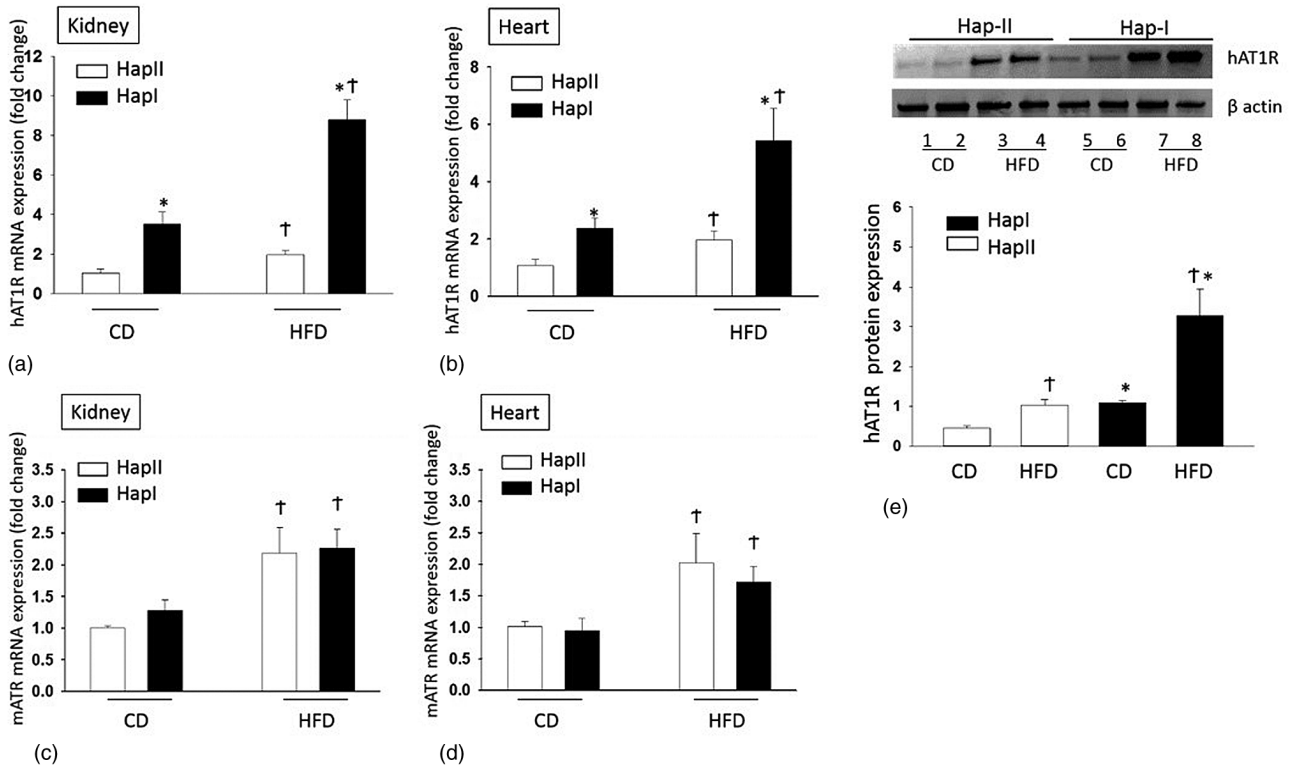 Kidney
hAT1R mRNA expression (fold change)
12
10
8
6
4
2
0
HapII
HapI
*
†
*†
CD
HFD
(a)
Heart
hAT1R mRNA expression (fold change)
8
6
4
2
0
HapII
HapI
*
†
*†
CD
HFD
(b)
Kidney
mATR mRNA expression (fold change)
3.5
3.0
2.5
2.0
1.5
1.0
0.5
0.0
HapII
HapI
†
†
CD
HFD
(c)
Heart
mATR mRNA expression (fold change)
3.5
3.0
2.5
2.0
1.5
1.0
0.5
0.0
HapII
HapI
†
†
CD
HFD
(d)
Hap-II Hap-I
hAT1R
β actin
1 2 3 4 5 6 7 8
CD HFD CD HFD
hAT1R protein expression
6
5
4
3
2
1
0
HapI
HapII
†
*
†*
CD HFD CD HFD
(e)